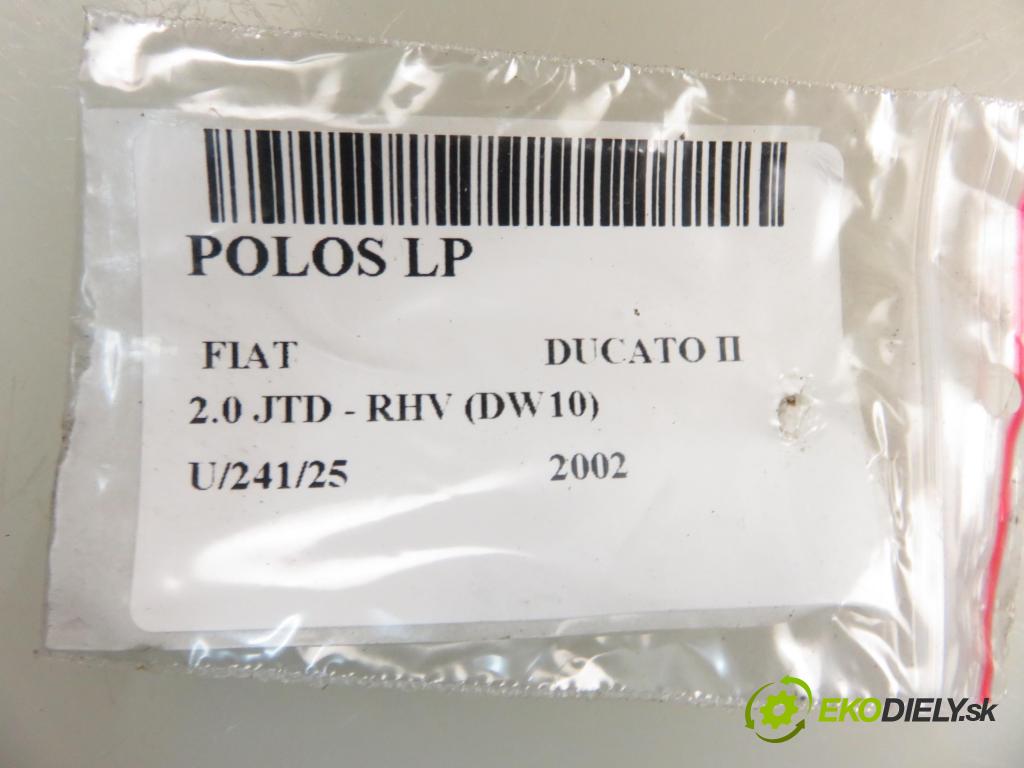 POLOS LP
FIAT DUCATO II
2.0 JTD - RHV (DW10)
U/241/25 2002
EKODIELY.sk